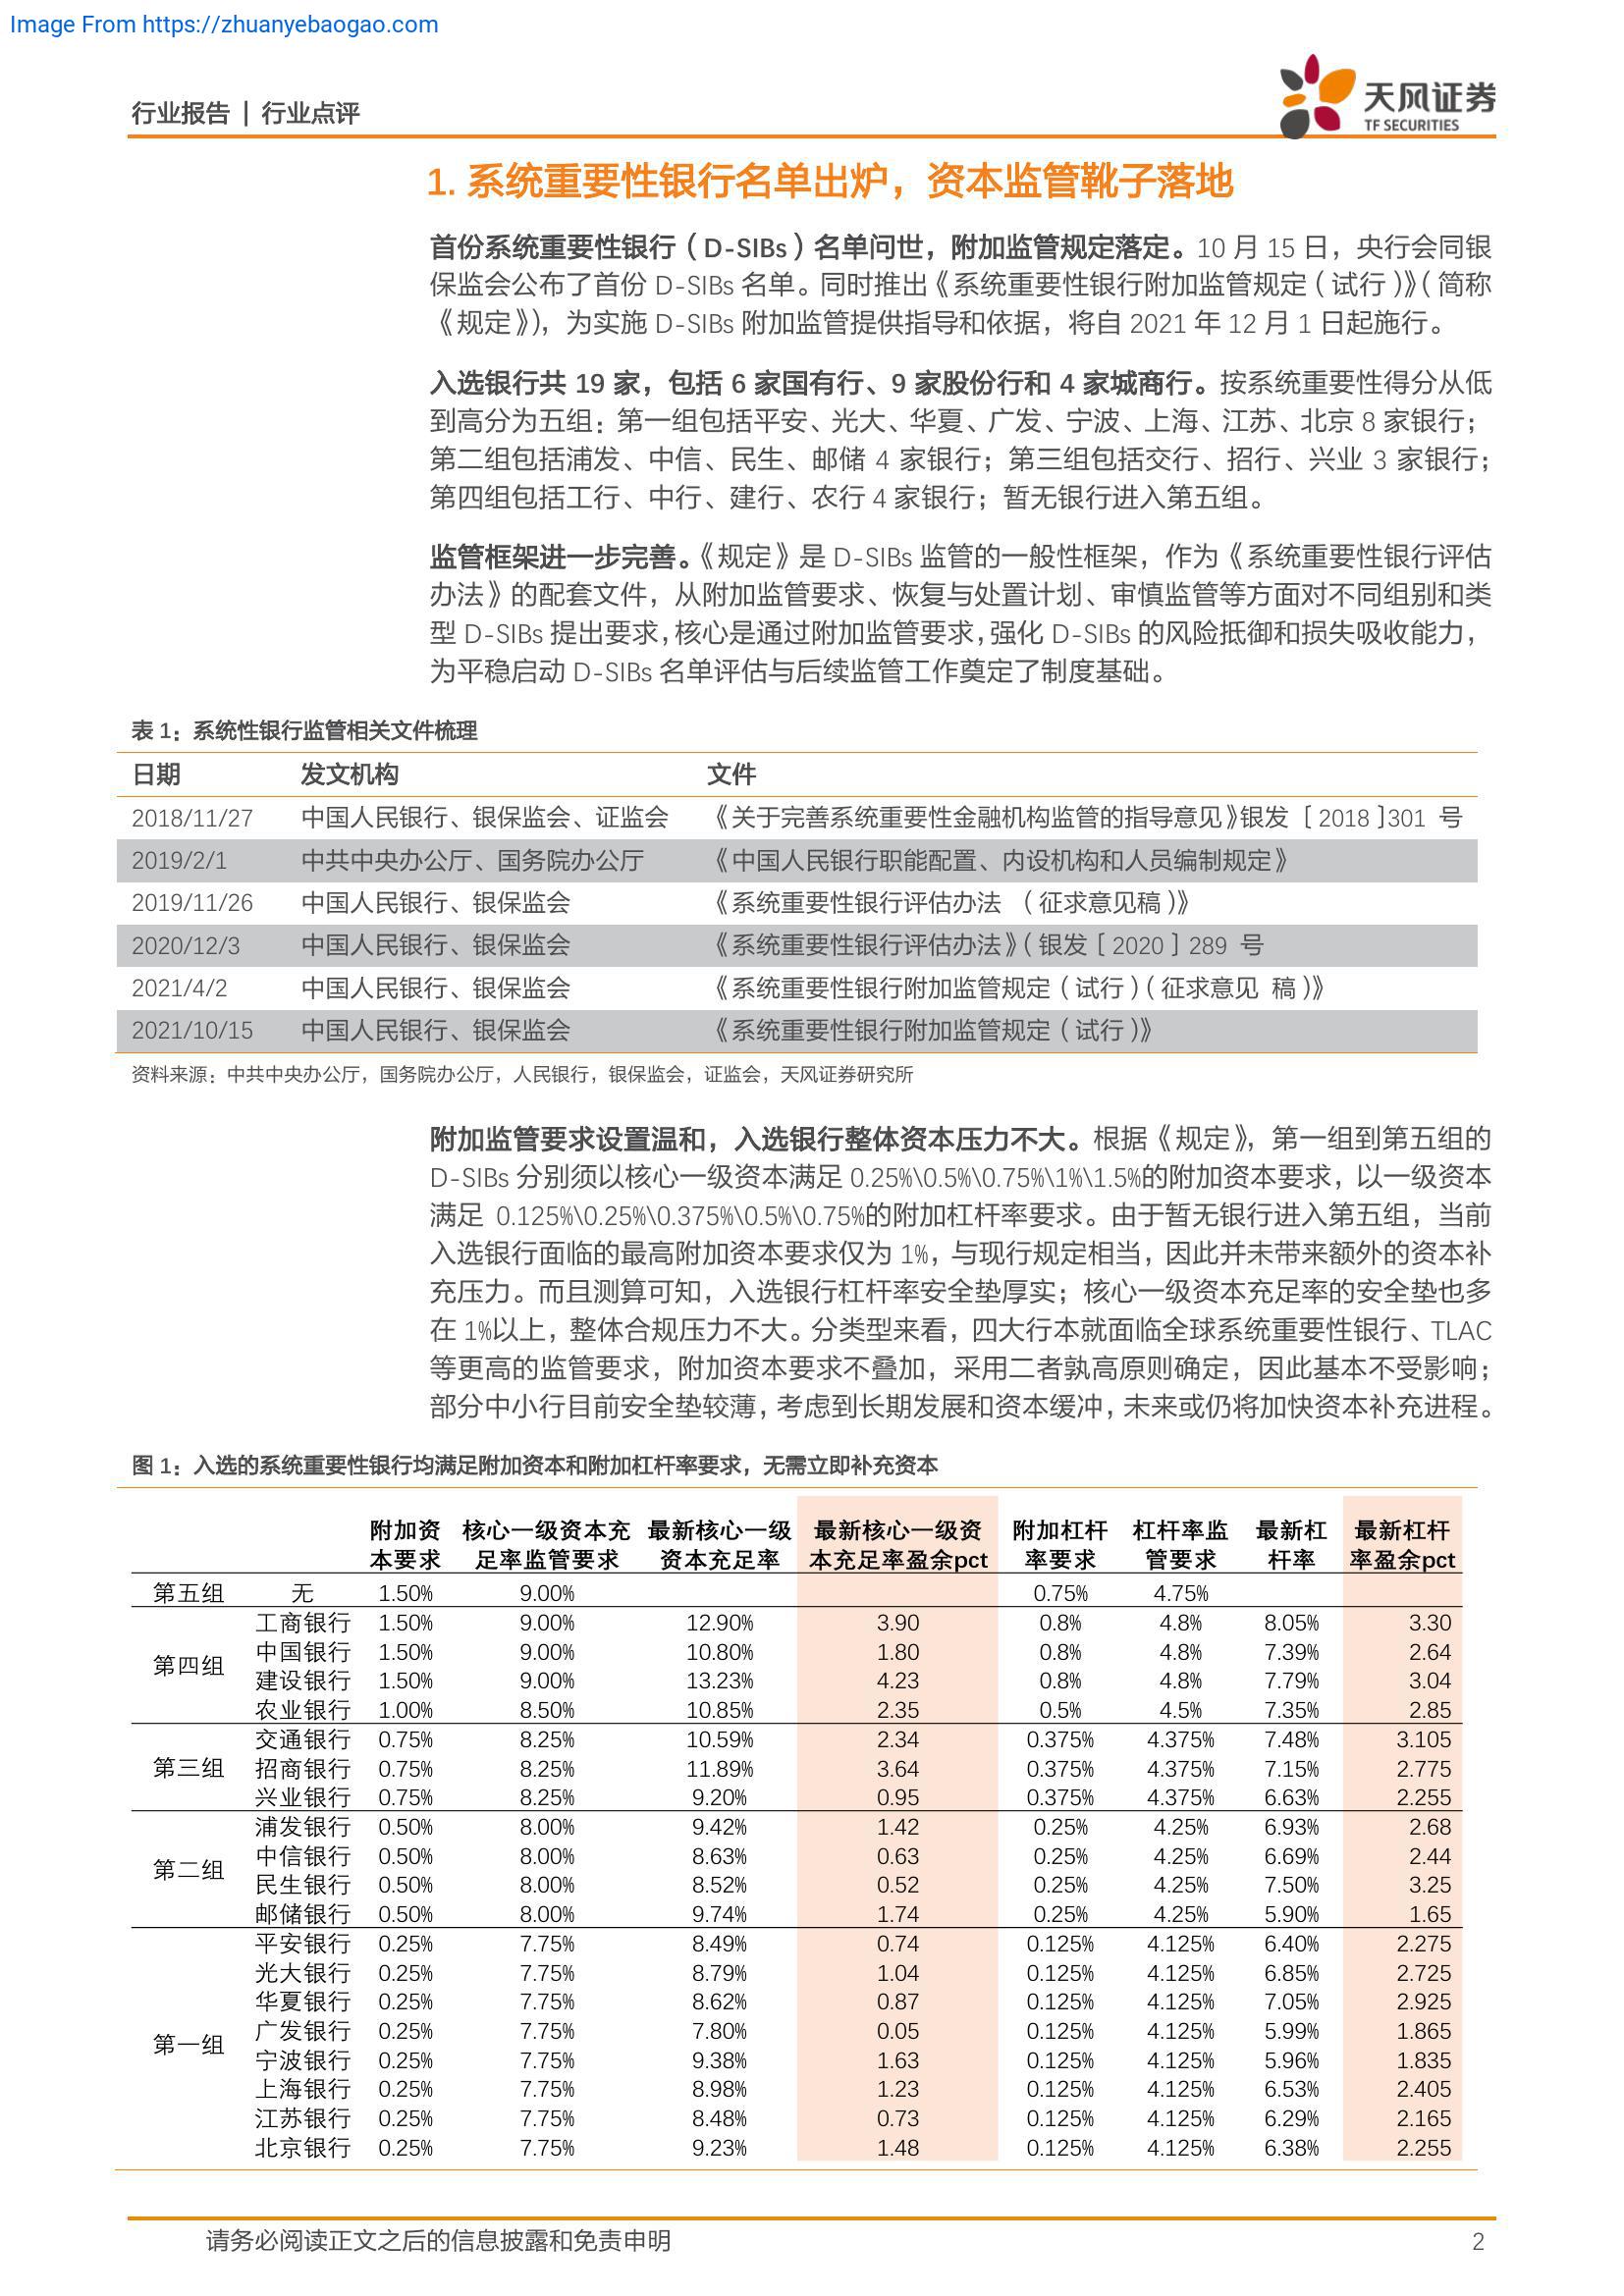 Image From https://zhuanyebaogao.com
行业报告 | 行业点评
天风证券
TF SECURITIES
1. 系统重要性银行名单出炉，资本监管靴子落地
首份系统重要性银行（D-SIBs）名单问世，附加监管规定落定。10 月 15 日，央行会同银
保监会公布了首份 D-SIBs 名单。同时推出《系统重要性银行附加监管规定（试行）》（简称
《规定》），为实施 D-SIBs 附加监管提供指导和依据，将自 2021 年 12 月 1 日起施行。
入选银行共 19 家，包括 6 家国有行、9 家股份行和 4 家城商行。按系统重要性得分从低
到高分为五组：第一组包括平安、光大、华夏、广发、宁波、上海、江苏、北京 8 家银行；
第二组包括浦发、中信、民生、邮储 4 家银行；第三组包括交行、招行、兴业 3 家银行；
第四组包括工行、中行、建行、农行 4 家银行；暂无银行进入第五组。
监管框架进一步完善。《规定》是 D-SIBs 监管的一般性框架，作为《系统重要性银行评估
办法》的配套文件，从附加监管要求、恢复与处置计划、审慎监管等方面对不同组别和类
型 D-SIBs 提出要求，核心是通过附加监管要求，强化 D-SIBs 的风险抵御和损失吸收能力，
为平稳启动 D-SIBs 名单评估与后续监管工作奠定了制度基础。
表 1：系统性银行监管相关文件梳理
日期 发文机构 文件
2018/11/27 中国人民银行、银保监会、证监会 《关于完善系统重要性金融机构监管的指导意见》银发〔2018〕301 号
2019/2/1 中共中央办公厅、国务院办公厅 《中国人民银行职能配置、内设机构和人员编制规定》
2019/11/26 中国人民银行、银保监会 《系统重要性银行评估办法 （征求意见稿）》
2020/12/3 中国人民银行、银保监会 《系统重要性银行评估办法》（银发〔2020〕289 号
2021/4/2 中国人民银行、银保监会 《系统重要性银行附加监管规定（试行）（征求意见 稿）》
2021/10/15 中国人民银行、银保监会 《系统重要性银行附加监管规定（试行）》
资料来源：中共中央办公厅，国务院办公厅，人民银行，银保监会，证监会，天风证券研究所
附加监管要求设置温和，入选银行整体资本压力不大。根据《规定》，第一组到第五组的
D-SIBs 分别须以核心一级资本满足 0.25%\0.5%\0.75%\1%\1.5%的附加资本要求，以一级资本
满足 0.125%\0.25%\0.375%\0.5%\0.75%的附加杠杆率要求。由于暂无银行进入第五组，当前
入选银行面临的最高附加资本要求仅为 1%，与现行规定相当，因此并未带来额外的资本补
充压力。而且测算可知，入选银行杠杆率安全垫厚实；核心一级资本充足率的安全垫也多
在 1%以上，整体合规压力不大。分类型来看，四大行本就面临全球系统重要性银行、TLAC
等更高的监管要求，附加资本要求不叠加，采用二者孰高原则确定，因此基本不受影响；
部分中小行目前安全垫较薄，考虑到长期发展和资本缓冲，未来或仍将加快资本补充进程。
图 1：入选的系统重要性银行均满足附加资本和附加杠杆率要求，无需立即补充资本
附加资 核心一级资本充 最新核心一级 最新核心一级资 附加杠杆 杠杆率监 最新杠 最新杠杆
本要求 足率监管要求 资本充足率 本充足率盈余pct 率要求 管要求 杆率 率盈余pct
第五组 无 1.50% 9.00% 0.75% 4.75%
第四组 工商银行 1.50% 9.00% 12.90% 3.90 0.8% 4.8% 8.05% 3.30
中国银行 1.50% 9.00% 10.80% 1.80 0.8% 4.8% 7.39% 2.64
建设银行 1.50% 9.00% 13.23% 4.23 0.8% 4.8% 7.79% 3.04
农业银行 1.00% 8.50% 10.85% 2.35 0.5% 4.5% 7.35% 2.85
第三组 交通银行 0.75% 8.25% 10.59% 2.34 0.375% 4.375% 7.48% 3.105
招商银行 0.75% 8.25% 11.89% 3.64 0.375% 4.375% 7.15% 2.775
兴业银行 0.75% 8.25% 9.20% 0.95 0.375% 4.375% 6.63% 2.255
第二组 浦发银行 0.50% 8.00% 9.42% 1.42 0.25% 4.25% 6.93% 2.68
中信银行 0.50% 8.00% 8.63% 0.63 0.25% 4.25% 6.69% 2.44
民生银行 0.50% 8.00% 8.52% 0.52 0.25% 4.25% 7.50% 3.25
邮储银行 0.50% 8.00% 9.74% 1.74 0.25% 4.25% 5.90% 1.65
第一组 平安银行 0.25% 7.75% 8.49% 0.74 0.125% 4.125% 6.40% 2.275
光大银行 0.25% 7.75% 8.79% 1.04 0.125% 4.125% 6.85% 2.725
华夏银行 0.25% 7.75% 8.62% 0.87 0.125% 4.125% 7.05% 2.925
广发银行 0.25% 7.75% 7.80% 0.05 0.125% 4.125% 5.99% 1.865
宁波银行 0.25% 7.75% 9.38% 1.63 0.125% 4.125% 5.96% 1.835
上海银行 0.25% 7.75% 8.98% 1.23 0.125% 4.125% 6.53% 2.405
江苏银行 0.25% 7.75% 8.48% 0.73 0.125% 4.125% 6.29% 2.165
北京银行 0.25% 7.75% 9.23% 1.48 0.125% 4.125% 6.38% 2.255
请务必阅读正文之后的信息披露和免责申明 2